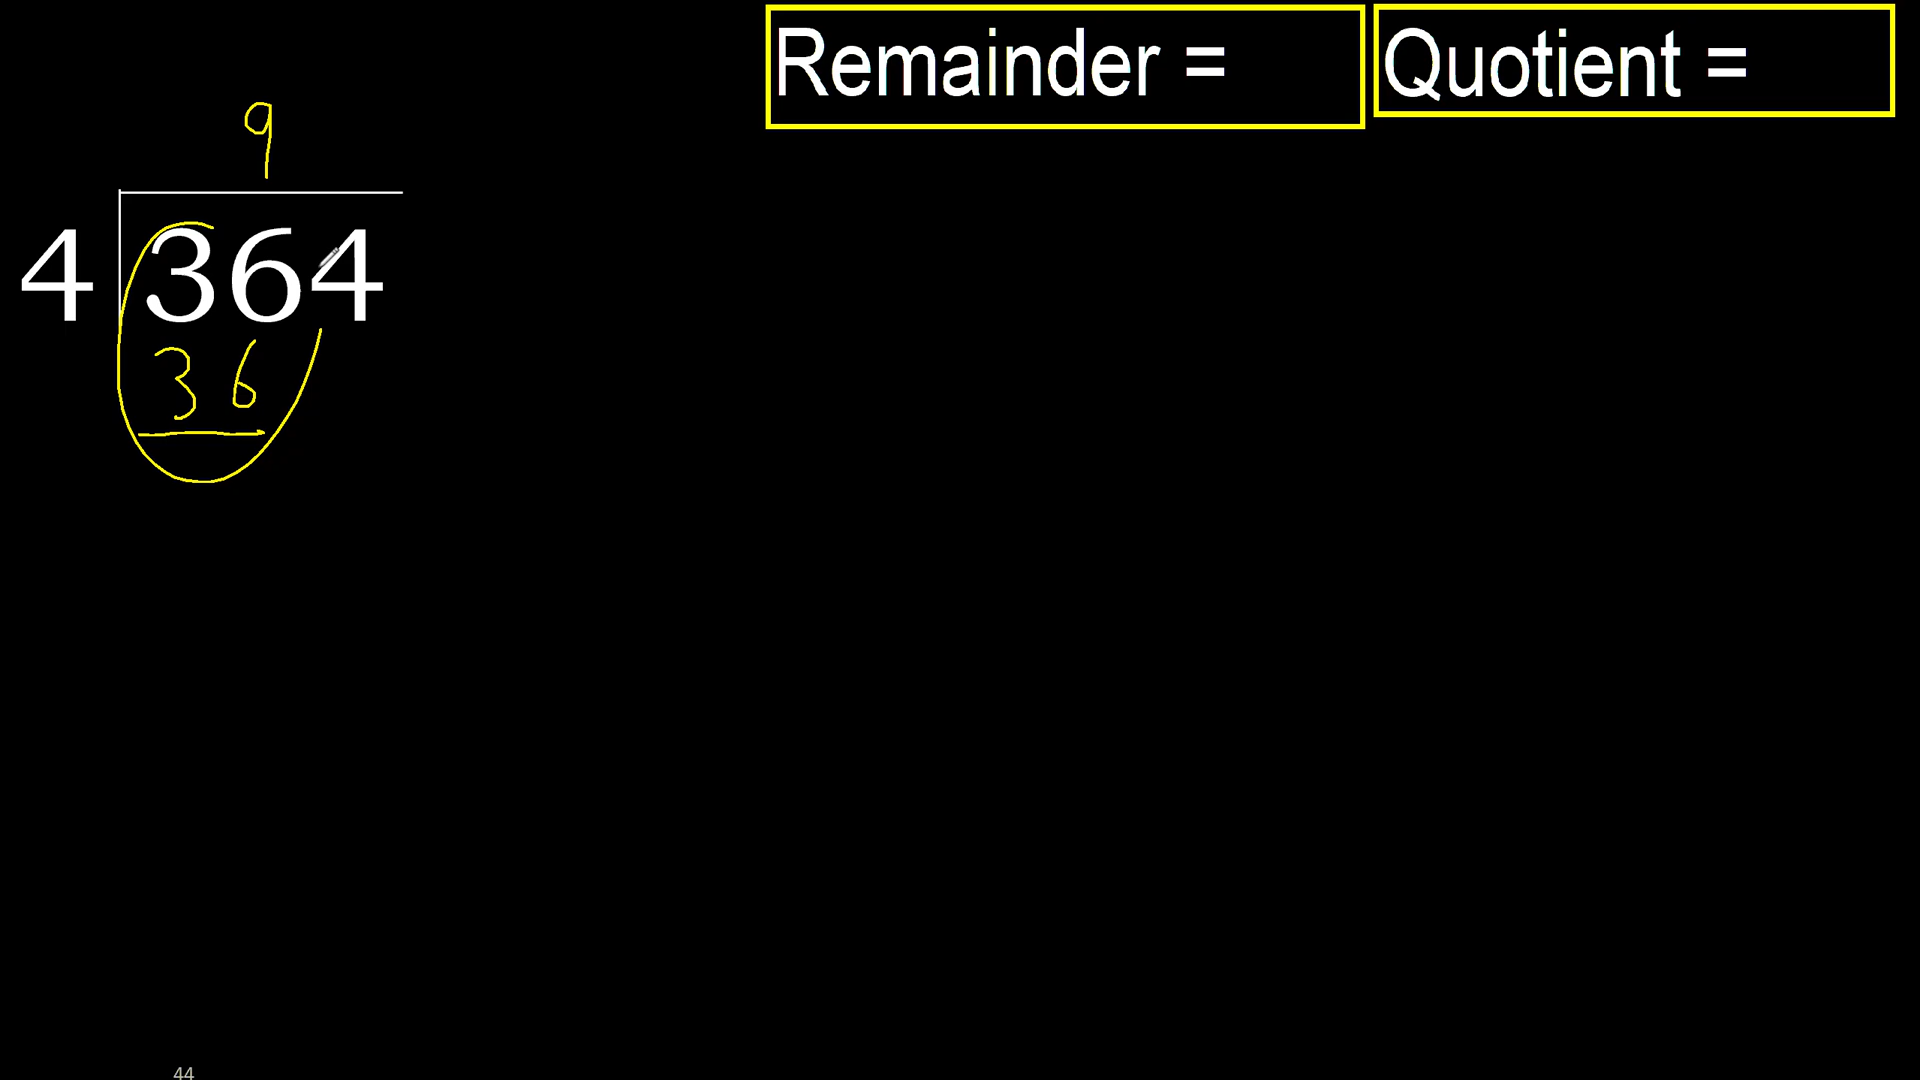 Remainder =
Quotient =
9
4 364
36
44